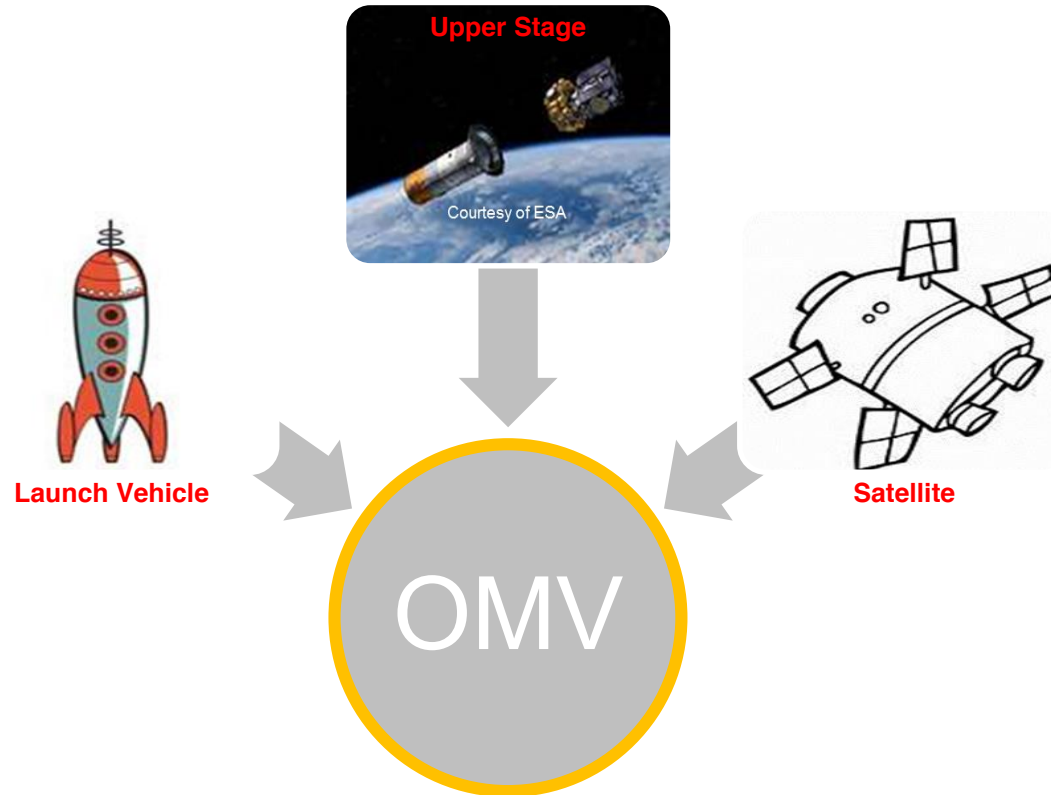 Upper Stage
Courtesy of ESA
Launch Vehicle
Satellite
OMV